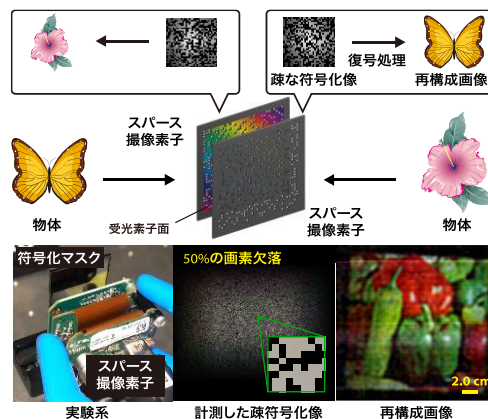 復号処理
疎な符号化像
再構成画像
スパース
撮像素子
物体
受光素子面
スパース
撮像素子
物体
符号化マスク
スパース
撮像素子
50%の画素欠落
2.0 cm
実験系
計測した疎符号化像
再構成画像